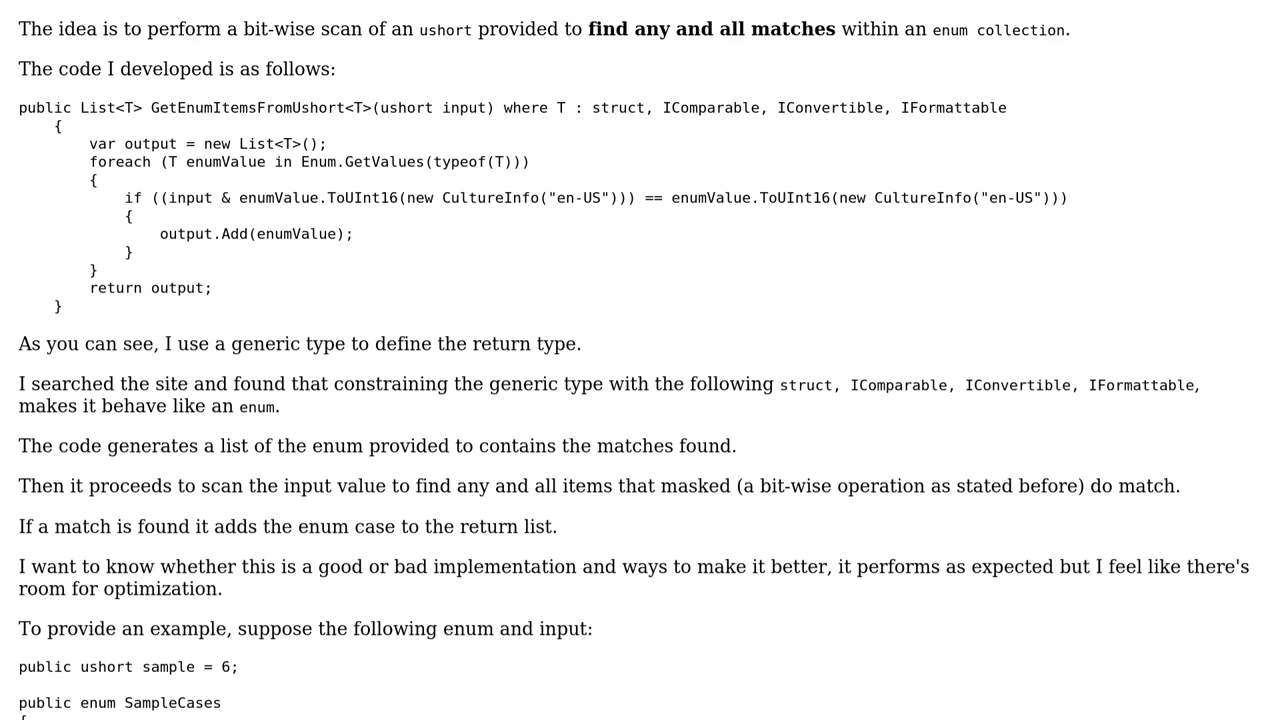 The idea is to perform a bit-wise scan of an ushort provided to find any and all matches within an enum collection.
The code I developed is as follows:
public List<T> GetEnumItemsFromUshort<T>(ushort input) where T : struct, IComparable, IConvertible, IFormattable
    {
        var output = new List<T>();
        foreach (T enumValue in Enum.GetValues(typeof(T)))
        {
            if ((input & enumValue.ToUInt16(new CultureInfo("en-US"))) == enumValue.ToUInt16(new CultureInfo("en-US")))
            {
                output.Add(enumValue);
            }
        }
        return output;
    }
As you can see, I use a generic type to define the return type.
I searched the site and found that constraining the generic type with the following struct, IComparable, IConvertible, IFormattable,
makes it behave like an enum.
The code generates a list of the enum provided to contains the matches found.
Then it proceeds to scan the input value to find any and all items that masked (a bit-wise operation as stated before) do match.
If a match is found it adds the enum case to the return list.
I want to know whether this is a good or bad implementation and ways to make it better, it performs as expected but I feel like there's
room for optimization.
To provide an example, suppose the following enum and input:
public ushort sample = 6;
public enum SampleCases
{